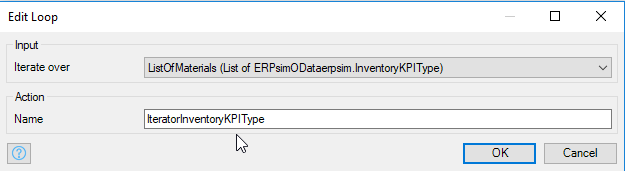 Edit Loop
Input
Iterate over ListOfMaterials (List of ERPsimODataerpsim.InventoryKPIType)
Action
Name IteratorInventoryKPIType
? OK Cancel